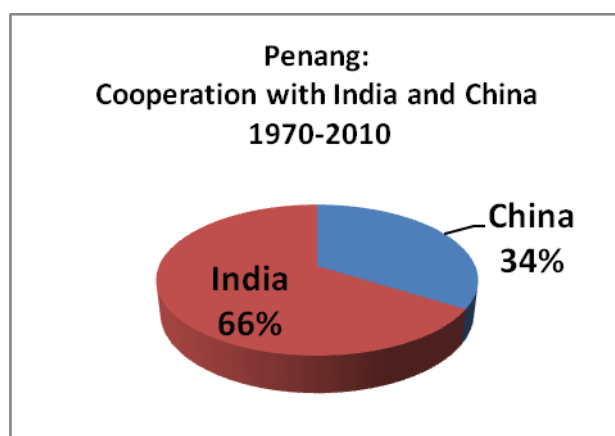 Penang:
Cooperation with India and China
1970-2010
China
34%
India
66%